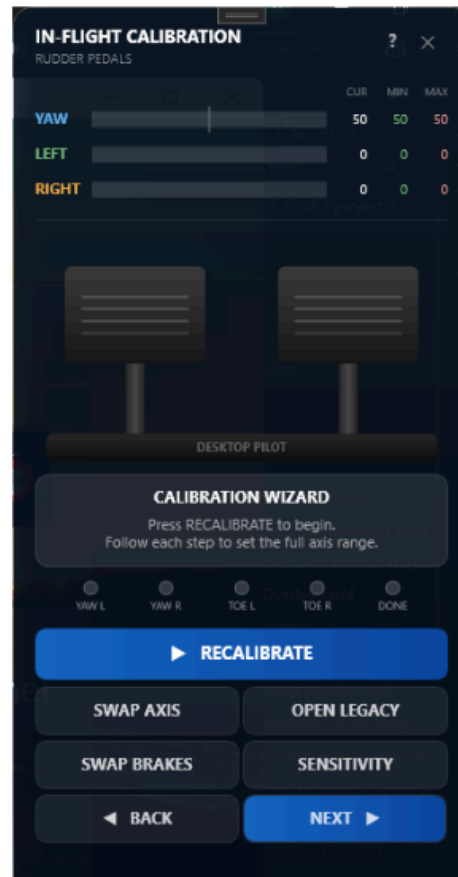 IN-FLIGHT CALIBRATION ? ×
RUDDER PEDALS
CUR MIN MAX
YAW 50 50 50
LEFT 0 0 0
RIGHT 0 0 0
DESKTOP PILOT
CALIBRATION WIZARD
Press RECALIBRATE to begin.
Follow each step to set the full axis range.
YAW L YAW R TOE L TOE R DONE
▶ RECALIBRATE
SWAP AXIS OPEN LEGACY
SWAP BRAKES SENSITIVITY
◀ BACK NEXT ▶